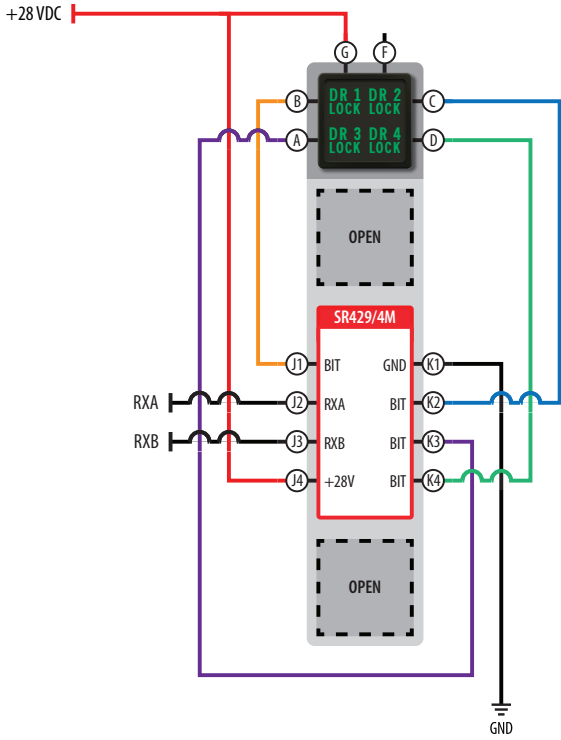 +28 VDC
G F
B DR 1 DR 2 C
LOCK LOCK
A DR 3 DR 4 D
LOCK LOCK
OPEN
SR429/4M
J1 BIT GND K1
RXA J2 RXA BIT K2
RXB J3 RXB BIT K3
J4 +28V BIT K4
OPEN
GND